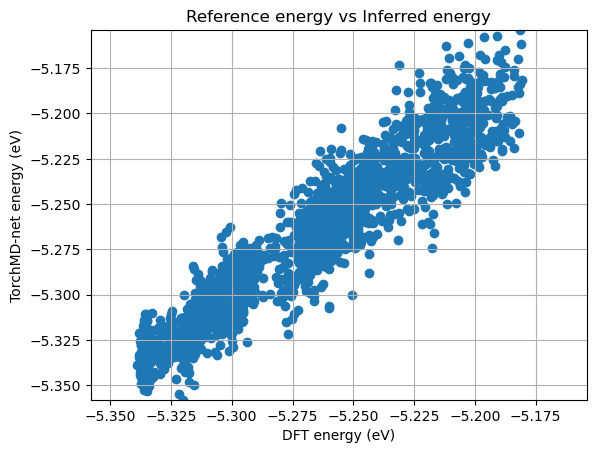 Reference energy vs Inferred energy
TorchMD-net energy (eV)
−5.175
−5.200
−5.225
−5.250
−5.275
−5.300
−5.325
−5.350
−5.350 −5.325 −5.300 −5.275 −5.250 −5.225 −5.200 −5.175
DFT energy (eV)